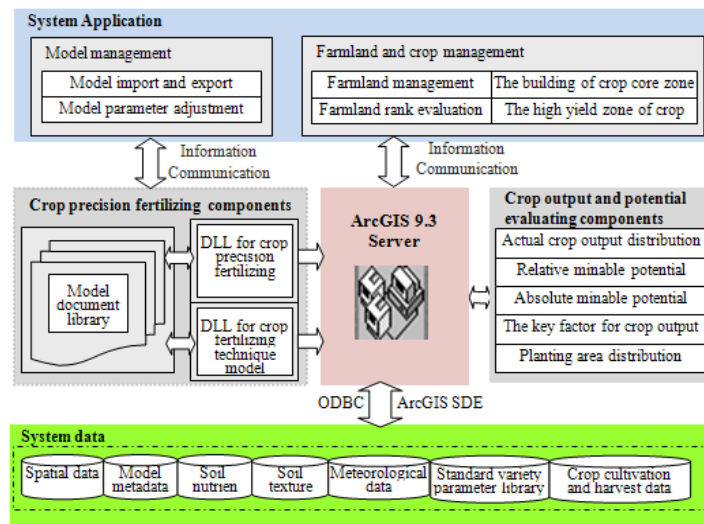 System Application
Model management
Model import and export
Model parameter adjustment
Farmland and crop management
Farmland management
The building of crop core zone
Farmland rank evaluation
The high yield zone of crop
Information
Communication
Information
Communication
Crop precision fertilizing components
Model
document
library
DLL for crop
precision
fertilizing
DLL for crop
fertilizing
technique
model
ArcGIS 9.3
Server
Crop output and potential
evaluating components
Actual crop output distribution
Relative minable potential
Absolute minable potential
The key factor for crop output
Planting area distribution
ODBC
ArcGIS SDE
System data
Spatial data
Model
metadata
Soil
nutrien
Soil
texture
Meteorological
data
Standard variety
parameter library
Crop cultivation
and harvest data